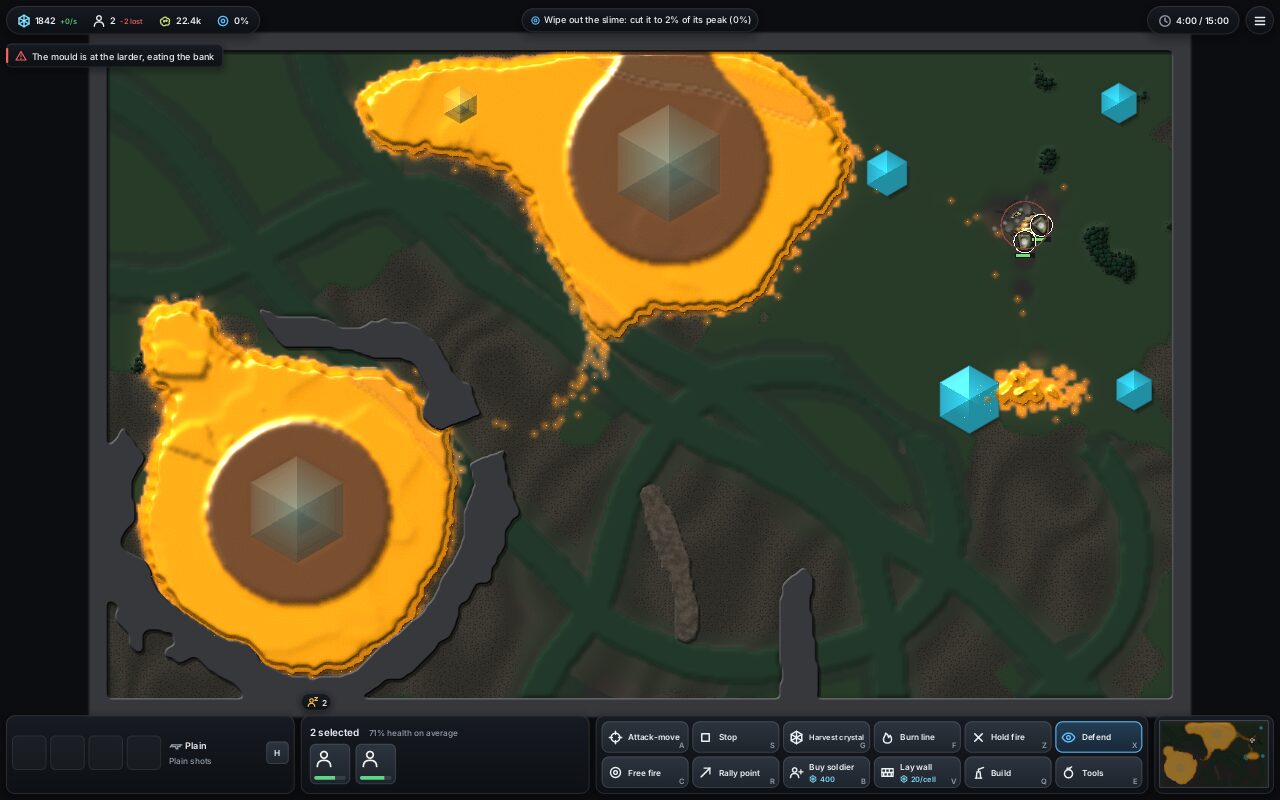 1842 +0/s 2 -2 lost 22.4k 0%
Wipe out the slime: cut it to 2% of its peak (0%)
4:00 / 15:00
The mould is at the larder, eating the bank
2
Plain
Plain shots
H
2 selected 71% health on average
Attack-move A
Stop S
Harvest crystal G
Burn line F
Hold fire Z
Defend X
Free fire C
Rally point R
Buy soldier 400 B
Lay wall 20/cell V
Build Q
Tools E